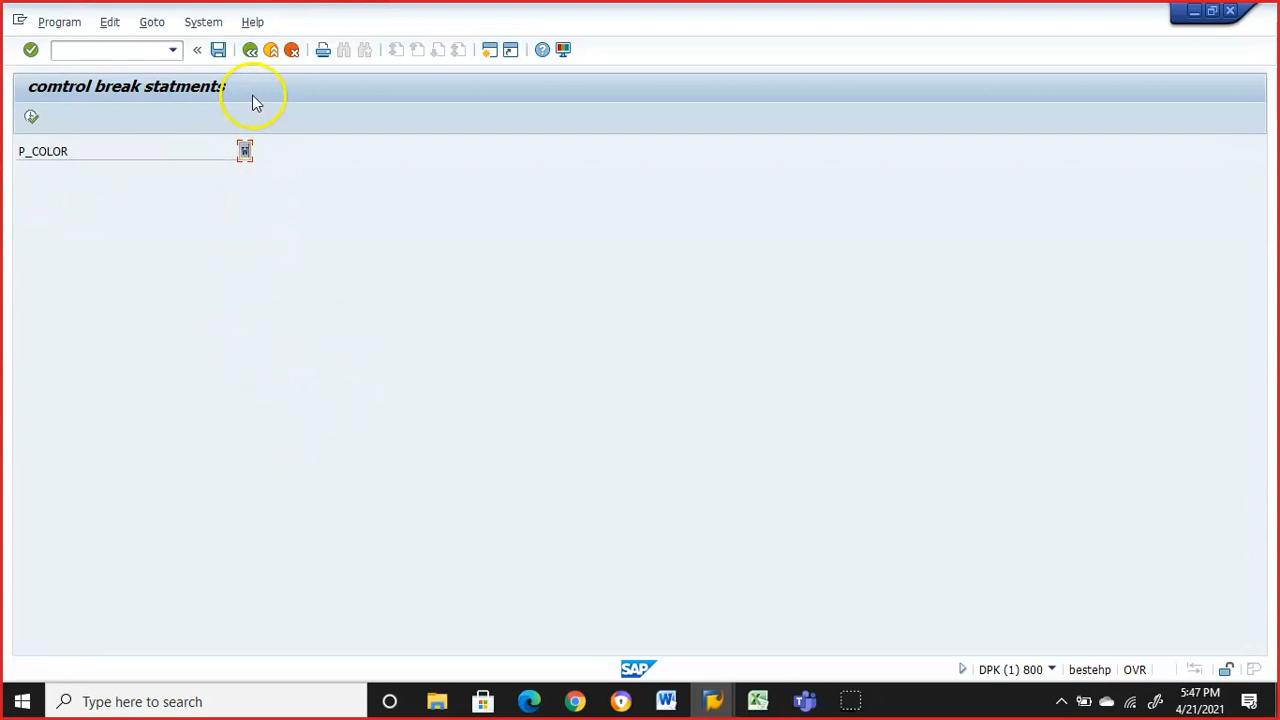 Program Edit Goto System Help
comtrol break statments
P_COLOR
SAP
DPK (1) 800 bestehp OVR
Type here to search
5:47 PM
4/21/2021